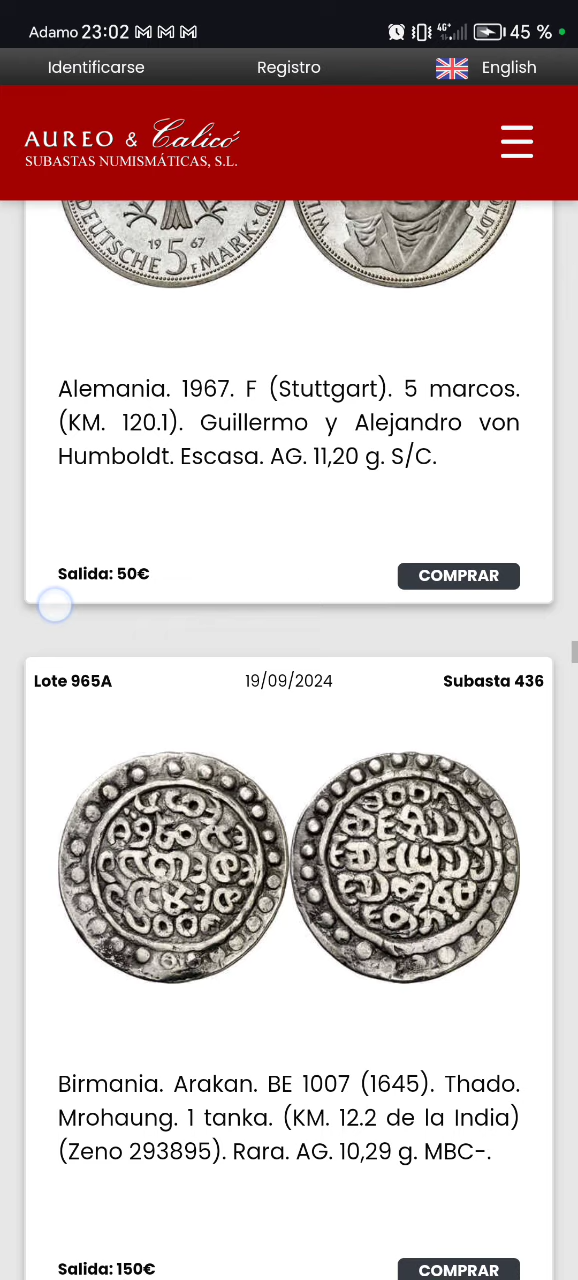 Adamo 23:02
4G+
45 %
Identificarse Registro English
AUREO & Calicó
SUBASTAS NUMISMÁTICAS, S.L.
DEUTSCHE 5 MARK
19 67
F
Alemania. 1967. F (Stuttgart). 5 marcos.
(KM. 120.1). Guillermo y Alejandro von
Humboldt. Escasa. AG. 11,20 g. S/C.
Salida: 50€ COMPRAR
Lote 965A 19/09/2024 Subasta 436
Birmania. Arakan. BE 1007 (1645). Thado.
Mrohaung. 1 tanka. (KM. 12.2 de la India)
(Zeno 293895). Rara. AG. 10,29 g. MBC-.
Salida: 150€ COMPRAR